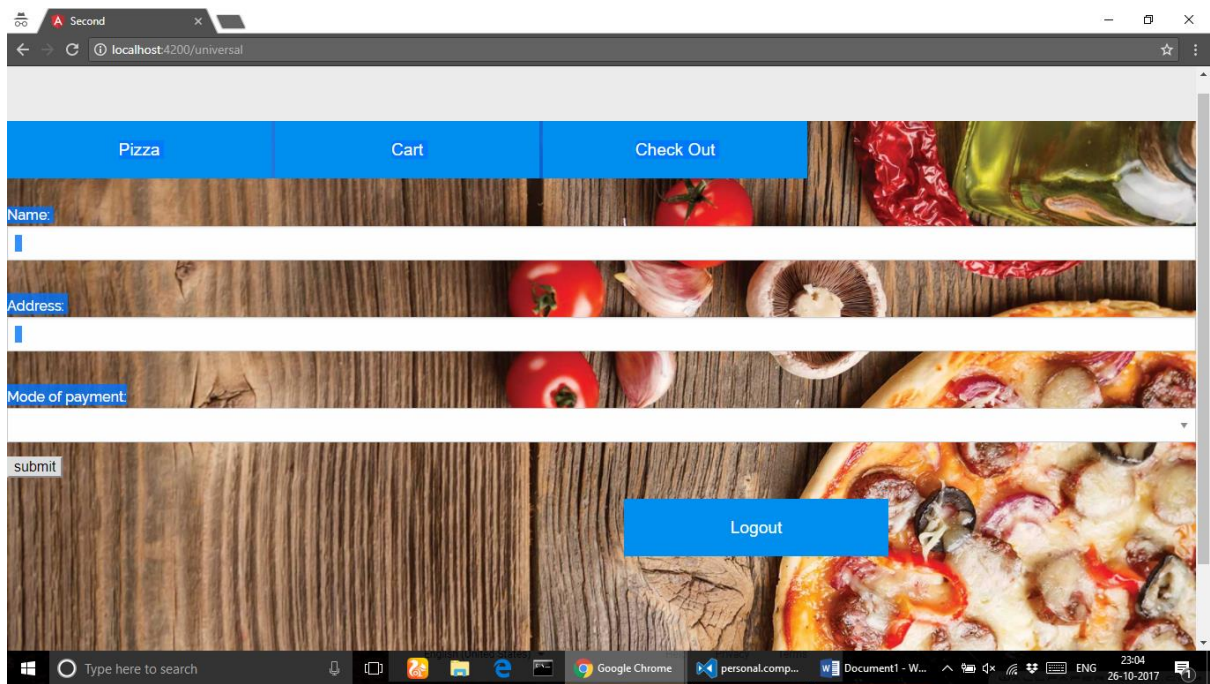 Second
localhost:4200/universal
Pizza Cart Check Out
Name:
Address:
Mode of payment:
submit
Logout
Type here to search
Google Chrome
personal.comp...
Document1 - W...
ENG
23:04
26-10-2017
1